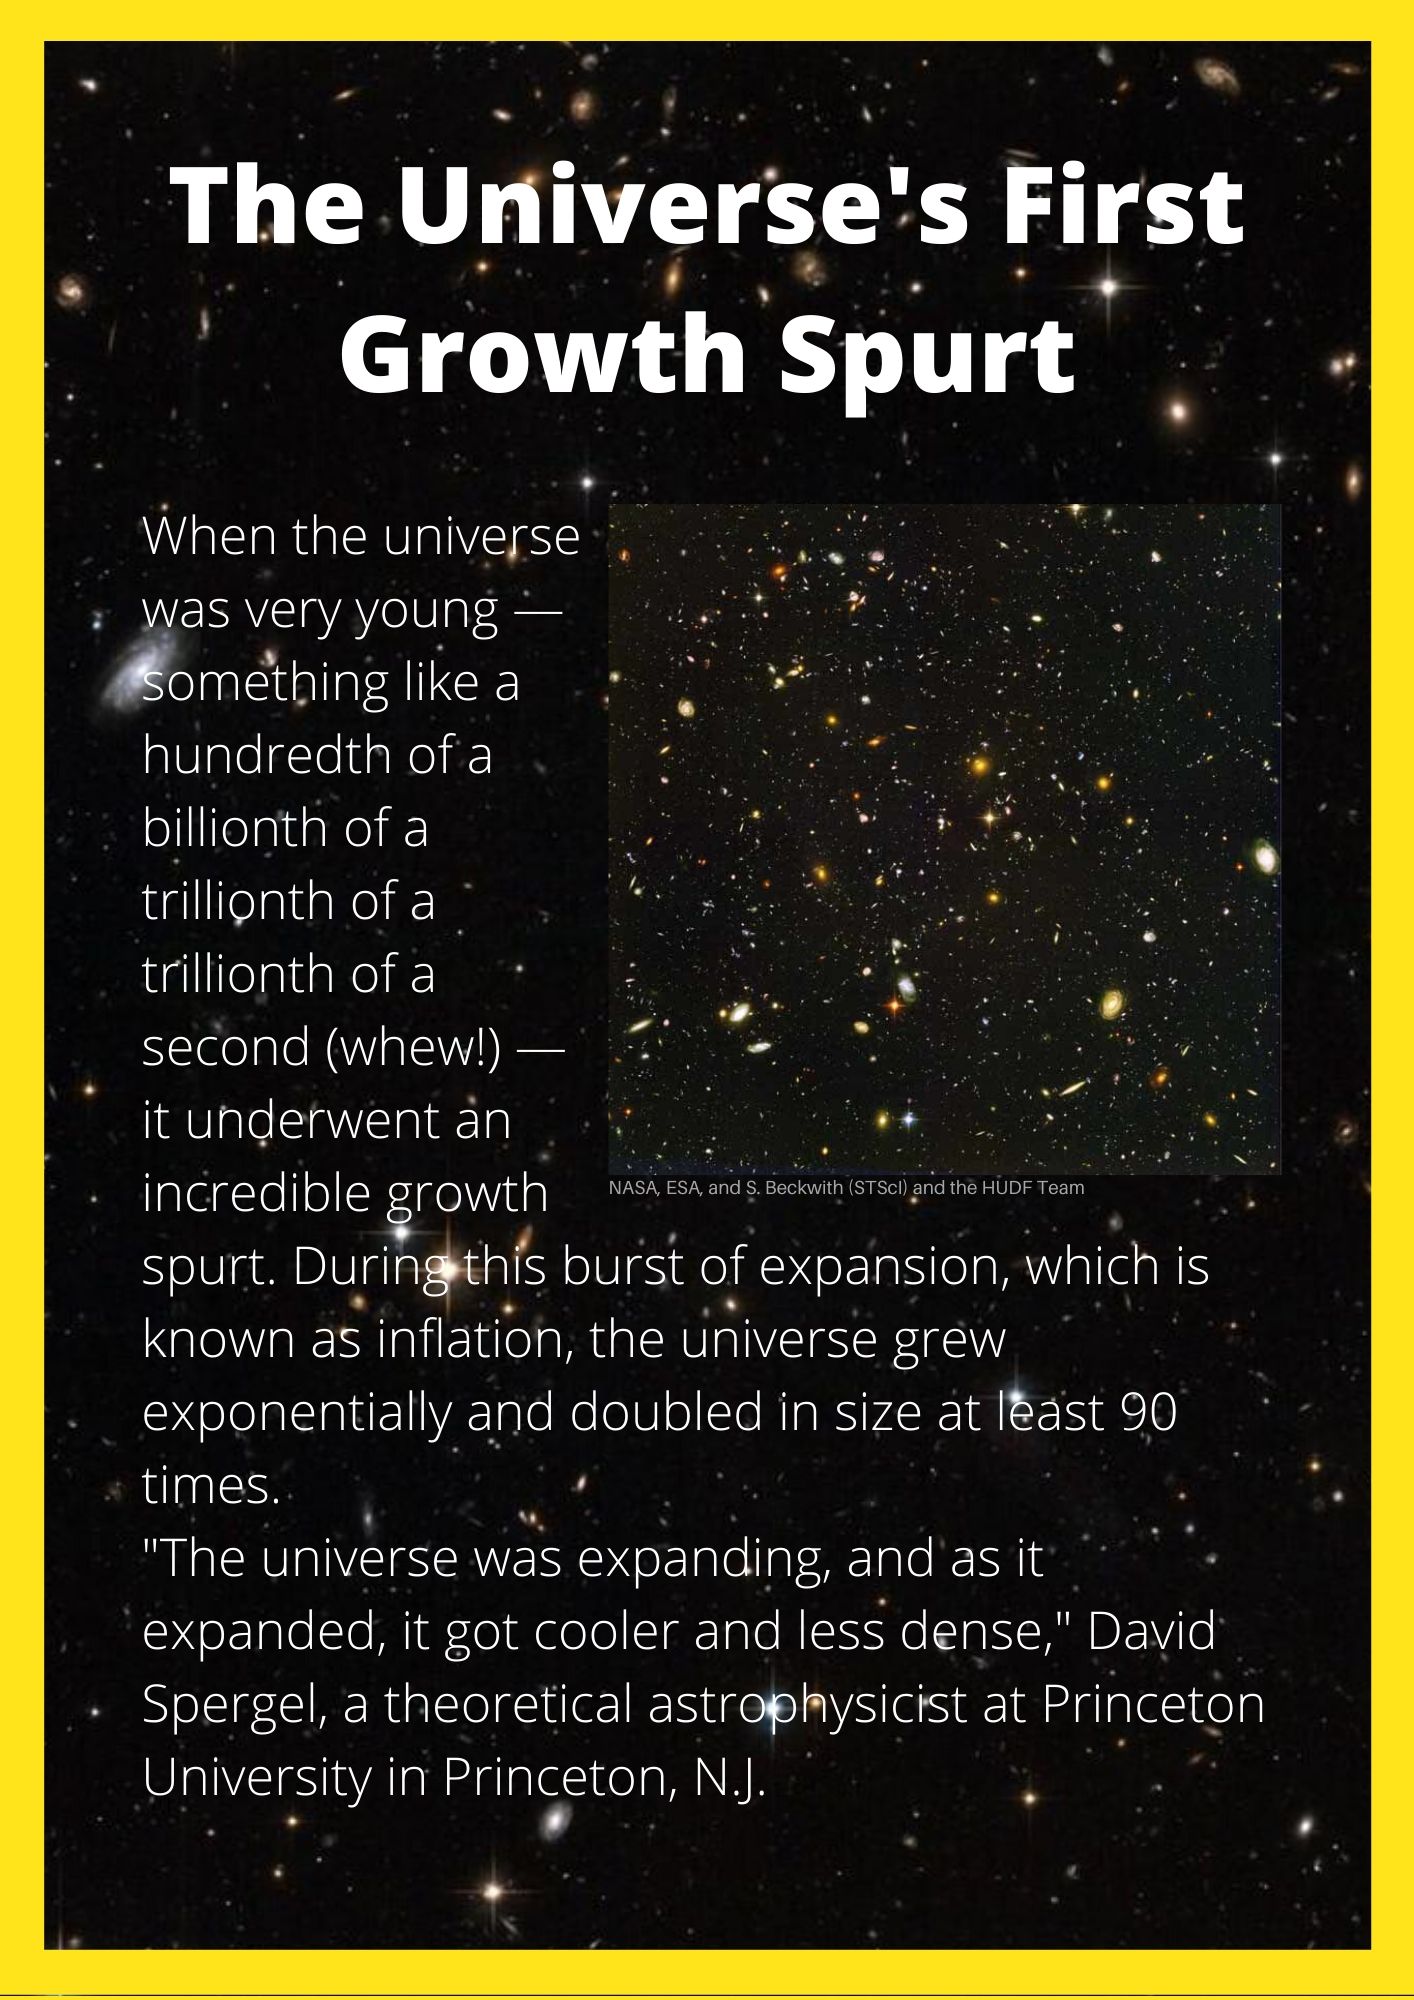 The Universe's First
Growth Spurt
When the universe
was very young —
something like a
hundredth of a
billionth of a
trillionth of a
trillionth of a
second (whew!) —
it underwent an
incredible growth
NASA, ESA, and S. Beckwith (STScI) and the HUDF Team
spurt. During this burst of expansion, which is
known as inflation, the universe grew
exponentially and doubled in size at least 90
times.
"The universe was expanding, and as it
expanded, it got cooler and less dense," David
Spergel, a theoretical astrophysicist at Princeton
University in Princeton, N.J.